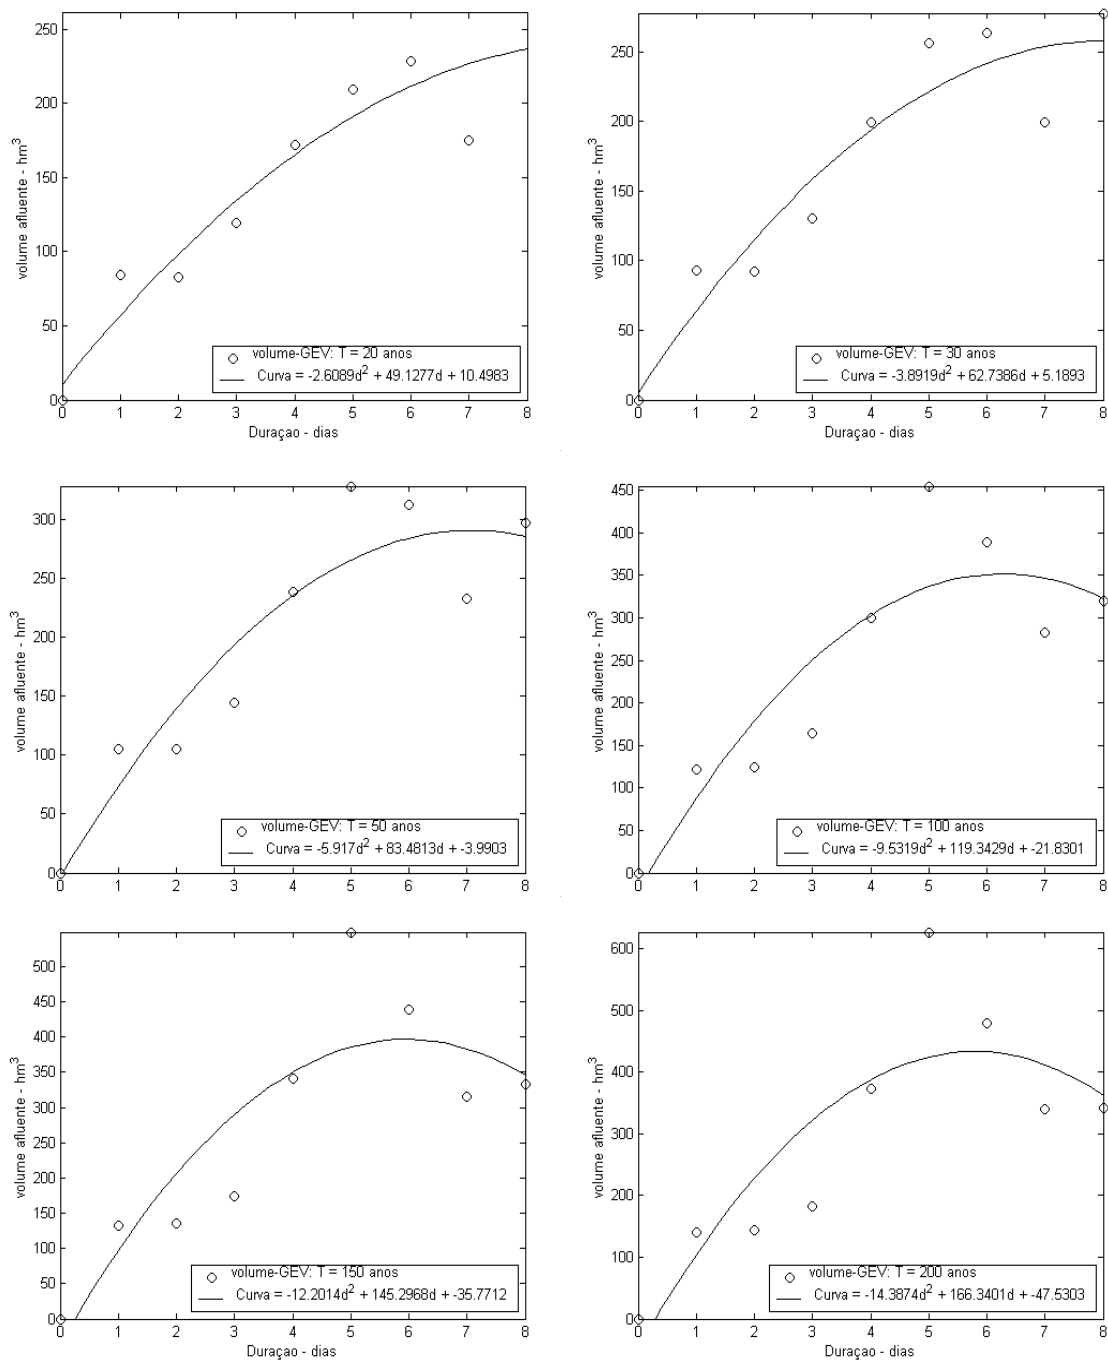 250
200
150
100
50
0
volume afluente - hm³
volume-GEV: T = 20 anos
Curva = -2.6089d² + 49.1277d + 10.4983
0 1 2 3 4 5 6 7 8
Duraçao - dias
250
200
150
100
50
0
volume afluente - hm³
volume-GEV: T = 30 anos
Curva = -3.8919d² + 62.7386d + 5.1893
0 1 2 3 4 5 6 7 8
Duraçao - dias
300
250
200
150
100
50
0
volume afluente - hm³
volume-GEV: T = 50 anos
Curva = -5.917d² + 83.4813d + -3.9903
0 1 2 3 4 5 6 7 8
450
400
350
300
250
200
150
100
50
0
volume afluente - hm³
volume-GEV: T = 100 anos
Curva = -9.5319d² + 119.3429d + -21.8301
0 1 2 3 4 5 6 7 8
500
450
400
350
300
250
200
150
100
50
0
volume afluente - hm³
volume-GEV: T = 150 anos
Curva = -12.2014d² + 145.2968d + -35.7712
0 1 2 3 4 5 6 7 8
Duraçao - dias
600
500
400
300
200
100
0
volume afluente - hm³
volume-GEV: T = 200 anos
Curva = -14.3874d² + 166.3401d + -47.5303
0 1 2 3 4 5 6 7 8
Duraçao - dias